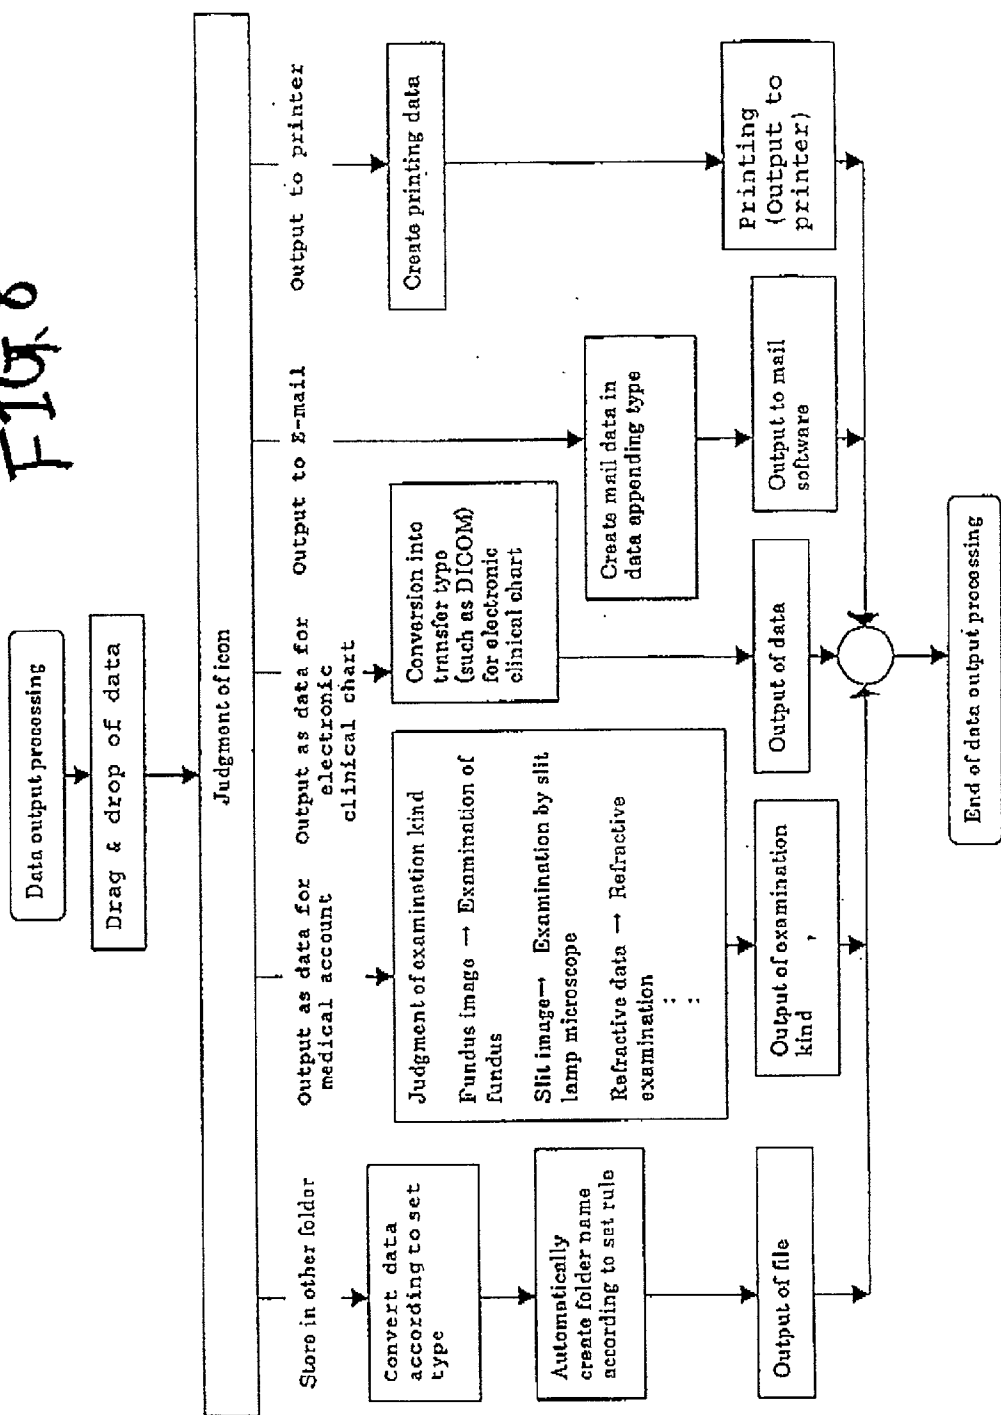 FIG. 8
Data output processing
Drag & drop of data
Judgment of icon
Store in other folder
Output as data for
medical account
Output as data for
electronic
clinical chart
Output to E-mail
Output to printer
Convert data
according to set
type
Automatically
create folder name
according to set rule
Output of file
Judgment of examination kind
Fundus image → Examination of
fundus
Slit image→ Examination by slit
lamp microscope
Refractive data → Refractive
examination
:
:
Output of examination
kind ,
Conversion into
transfer type
(such as DICOM)
for electronic
clinical chart
Output of data
Create mail data in
data appending type
Output to mail
software
Create printing data
Printing
(Output to
printer)
End of data output processing